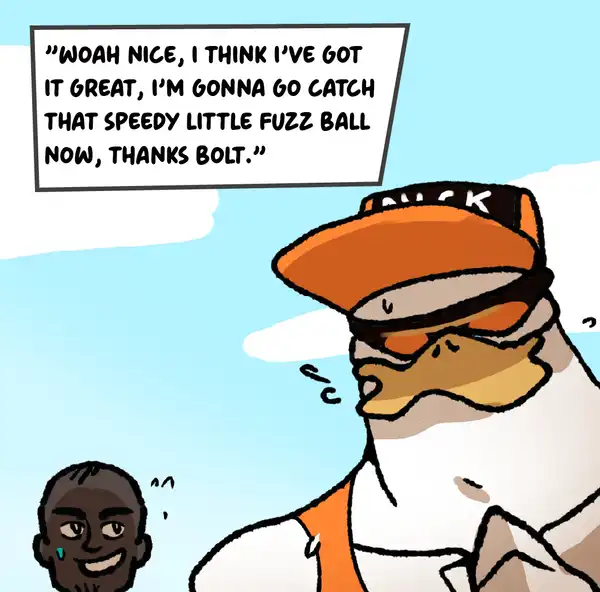 "WOAH NICE, I THINK I'VE GOT
IT GREAT, I'M GONNA GO CATCH
THAT SPEEDY LITTLE FUZZ BALL
NOW, THANKS BOLT."